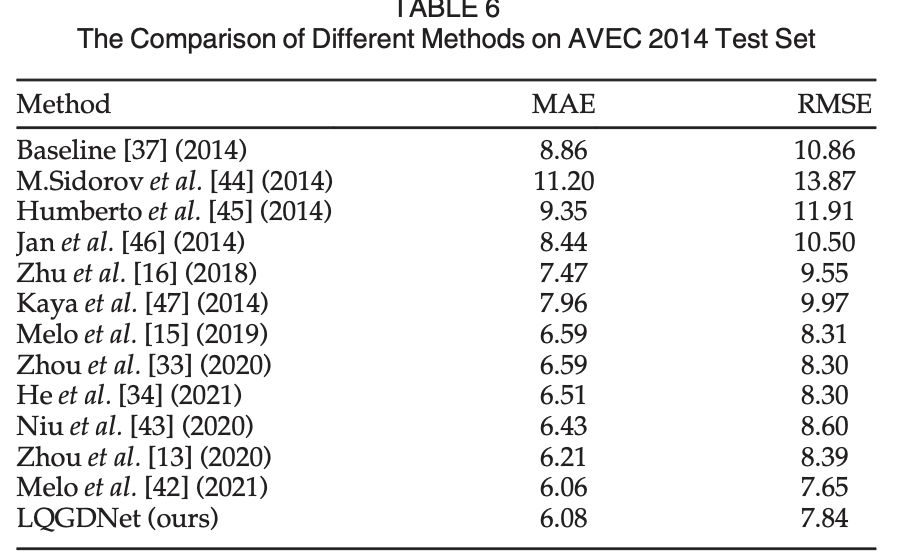 TABLE 6
The Comparison of Different Methods on AVEC 2014 Test Set
Method MAE RMSE
Baseline [37] (2014) 8.86 10.86
M.Sidorov et al. [44] (2014) 11.20 13.87
Humberto et al. [45] (2014) 9.35 11.91
Jan et al. [46] (2014) 8.44 10.50
Zhu et al. [16] (2018) 7.47 9.55
Kaya et al. [47] (2014) 7.96 9.97
Melo et al. [15] (2019) 6.59 8.31
Zhou et al. [33] (2020) 6.59 8.30
He et al. [34] (2021) 6.51 8.30
Niu et al. [43] (2020) 6.43 8.60
Zhou et al. [13] (2020) 6.21 8.39
Melo et al. [42] (2021) 6.06 7.65
LQGDNet (ours) 6.08 7.84